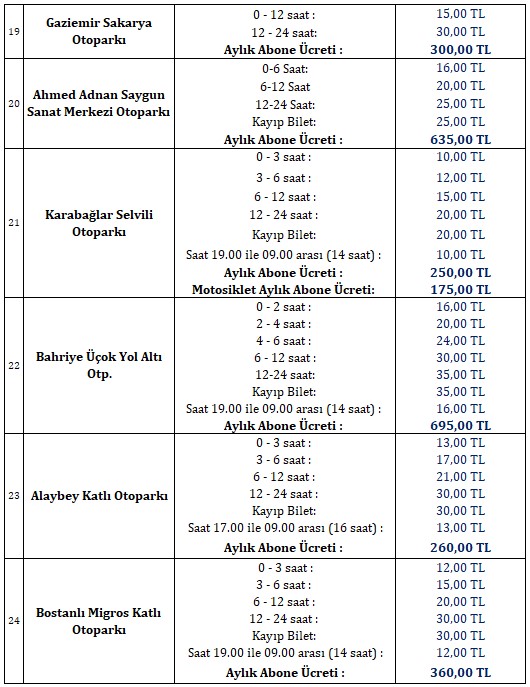 19
Gaziemir Sakarya
Otoparkı
0 - 12 saat : 15,00 TL
12 - 24 saat: 30,00 TL
Aylık Abone Ücreti : 300,00 TL
20
Ahmed Adnan Saygun
Sanat Merkezi Otoparkı
0-6 Saat: 16,00 TL
6-12 Saat 20,00 TL
12-24 Saat: 25,00 TL
Kayıp Bilet: 25,00 TL
Aylık Abone Ücreti : 635,00 TL
21
Karabağlar Selvili
Otoparkı
0 - 3 saat : 10,00 TL
3 - 6 saat : 12,00 TL
6 - 12 saat : 15,00 TL
12 - 24 saat : 20,00 TL
Kayıp Bilet: 20,00 TL
Saat 19.00 ile 09.00 arası (14 saat) : 10,00 TL
Aylık Abone Ücreti : 250,00 TL
Motosiklet Aylık Abone Ücreti: 175,00 TL
22
Bahriye Üçok Yol Altı
Otp.
0 - 2 saat : 16,00 TL
2 - 4 saat : 20,00 TL
4 - 6 saat : 24,00 TL
6 - 12 saat : 30,00 TL
12-24 saat: 35,00 TL
Kayıp Bilet: 35,00 TL
Saat 19.00 ile 09.00 arası (14 saat) : 16,00 TL
Aylık Abone Ücreti : 695,00 TL
23
Alaybey Katlı Otoparkı
0 - 3 saat : 13,00 TL
3 - 6 saat : 17,00 TL
6 - 12 saat : 21,00 TL
12 - 24 saat : 30,00 TL
Kayıp Bilet: 30,00 TL
Saat 17.00 ile 09.00 arası (16 saat) : 13,00 TL
Aylık Abone Ücreti : 260,00 TL
24
Bostanlı Migros Katlı
Otoparkı
0 - 3 saat : 12,00 TL
3 - 6 saat : 15,00 TL
6 - 12 saat : 20,00 TL
12 - 24 saat : 30,00 TL
Kayıp Bilet: 30,00 TL
Saat 19.00 ile 09.00 arası (14 saat) : 12,00 TL
Aylık Abone Ücreti : 360,00 TL